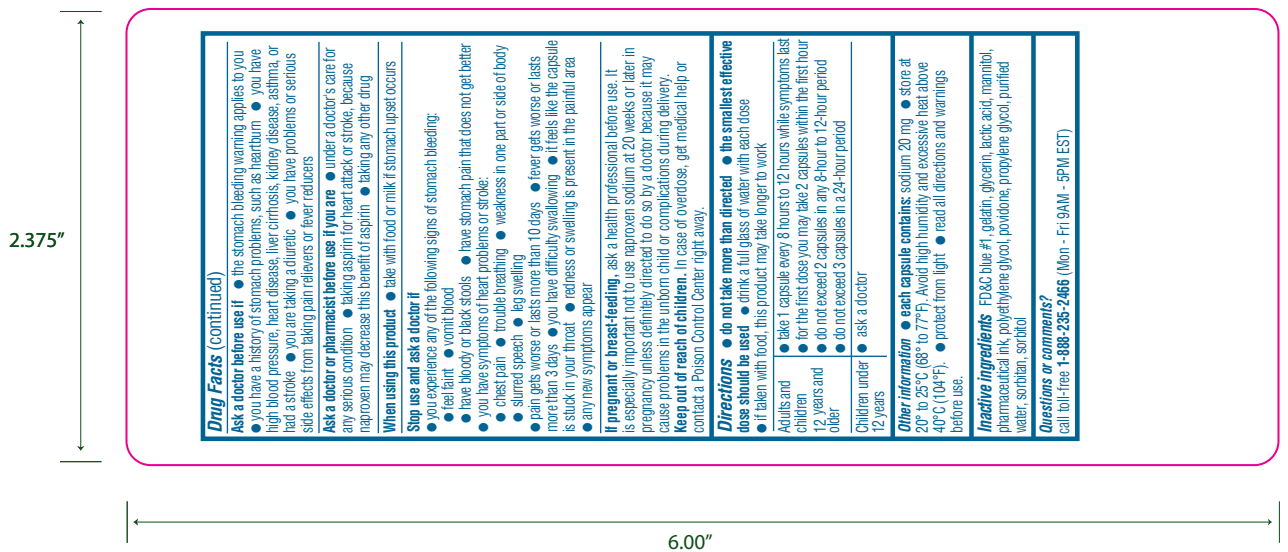 Drug Facts (continued)
Ask a doctor before use if ● the stomach bleeding warning applies to you
● you have a history of stomach problems, such as heartburn ● you have
high blood pressure, heart disease, liver cirrhosis, kidney disease, asthma, or
had a stroke ● you are taking a diuretic ● you have problems or serious
side effects from taking pain relievers or fever reducers
Ask a doctor or pharmacist before use if you are ● under a doctor's care for
any serious condition ● taking aspirin for heart attack or stroke, because
naproxen may decrease this benefit of aspirin ● taking any other drug
When using this product ● take with food or milk if stomach upset occurs
Stop use and ask a doctor if
● you experience any of the following signs of stomach bleeding:
● feel faint ● vomit blood
● have bloody or black stools ● have stomach pain that does not get better
● you have symptoms of heart problems or stroke:
● chest pain ● trouble breathing ● weakness in one part or side of body
● slurred speech ● leg swelling
● pain gets worse or lasts more than 10 days ● fever gets worse or lasts
more than 3 days ● you have difficulty swallowing ● it feels like the capsule
is stuck in your throat ● redness or swelling is present in the painful area
● any new symptoms appear
If pregnant or breast-feeding, ask a health professional before use. It
is especially important not to use naproxen sodium at 20 weeks or later in
pregnancy unless definitely directed to do so by a doctor because it may
cause problems in the unborn child or complications during delivery.
Keep out of reach of children. In case of overdose, get medical help or
contact a Poison Control Center right away.
Directions ● do not take more than directed ● the smallest effective
dose should be used ● drink a full glass of water with each dose
● if taken with food, this product may take longer to work
Adults and
children
12 years and
older
● take 1 capsule every 8 hours to 12 hours while symptoms last
● for the first dose you may take 2 capsules within the first hour
● do not exceed 2 capsules in any 8-hour to 12-hour period
● do not exceed 3 capsules in a 24-hour period
Children under
12 years
● ask a doctor
Other information ● each capsule contains: sodium 20 mg ● store at
20° to 25°C (68° to 77°F). Avoid high humidity and excessive heat above
40°C (104°F). ● protect from light ● read all directions and warnings
before use.
Inactive ingredients FD&C blue #1, gelatin, glycerin, lactic acid, mannitol,
pharmaceutical ink, polyethylene glycol, povidone, propylene glycol, purified
water, sorbitan, sorbitol
Questions or comments?
call toll-free 1-888-235-2466 (Mon - Fri 9AM - 5PM EST)
2.375”
6.00”